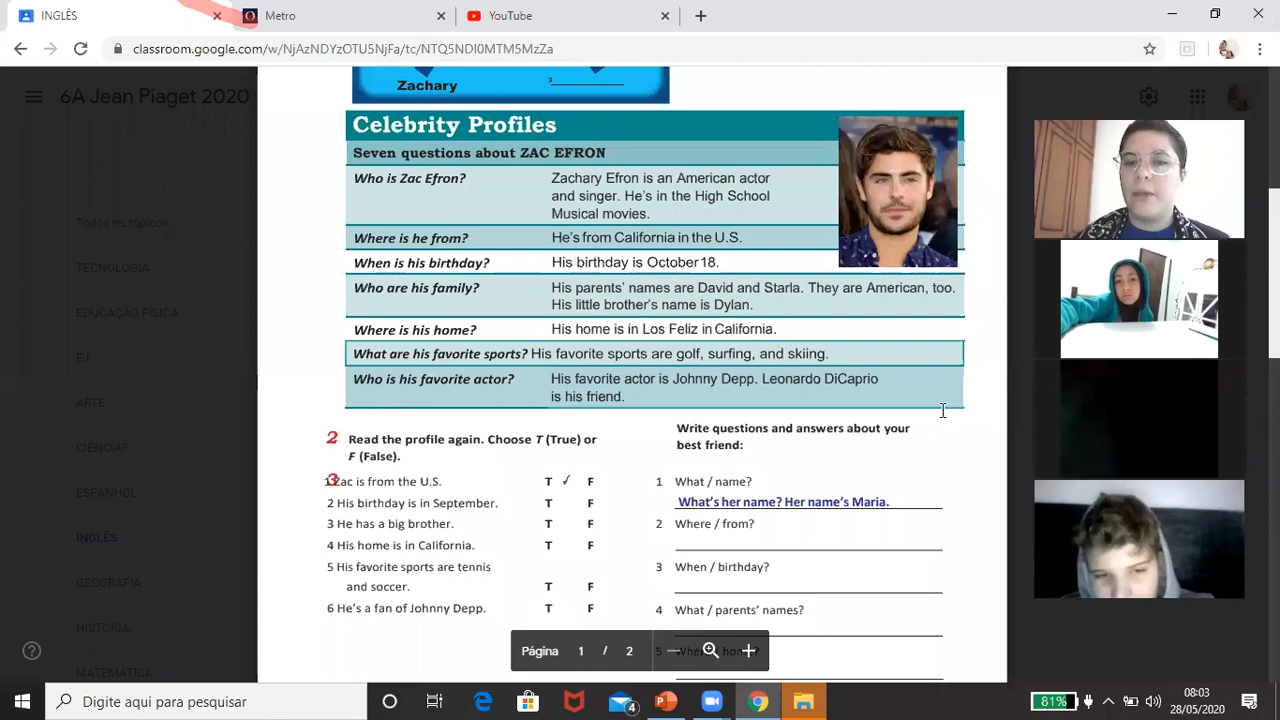 INGLÊS
Metro
YouTube
classroom.google.com/w/NjAzNDYzOTU5NjFa/tc/NTQ5NDI0MTM5MzZa
6A Jean Piaget 2020
Todos os tópicos
TECNOLOGIA
EDUCAÇÃO FÍSICA
E.I
ARTE
CIÊNCIAS
ESPANHOL
INGLÊS
GEOGRAFIA
HISTÓRIA
MATEMÁTICA
Zachary
3
Celebrity Profiles
Seven questions about ZAC EFRON
Who is Zac Efron? Zachary Efron is an American actor
and singer. He's in the High School
Musical movies.
Where is he from? He's from California in the U.S.
When is his birthday? His birthday is October 18.
Who are his family? His parents' names are David and Starla. They are American, too.
His little brother's name is Dylan.
Where is his home? His home is in Los Feliz in California.
What are his favorite sports? His favorite sports are golf, surfing, and skiing.
Who is his favorite actor? His favorite actor is Johnny Depp. Leonardo DiCaprio
is his friend.
2 Read the profile again. Choose T (True) or
F (False).
3
1 Zac is from the U.S. T ✓ F
2 His birthday is in September. T F
3 He has a big brother. T F
4 His home is in California. T F
5 His favorite sports are tennis
and soccer. T F
6 He's a fan of Johnny Depp. T F
Write questions and answers about your
best friend:
1 What / name?
What's her name? Her name's Maria.
2 Where / from?
3 When / birthday?
4 What / parents' names?
5 Where / home?
Página 1 / 2
Digite aqui para pesquisar
4
81%
08:03
28/05/2020